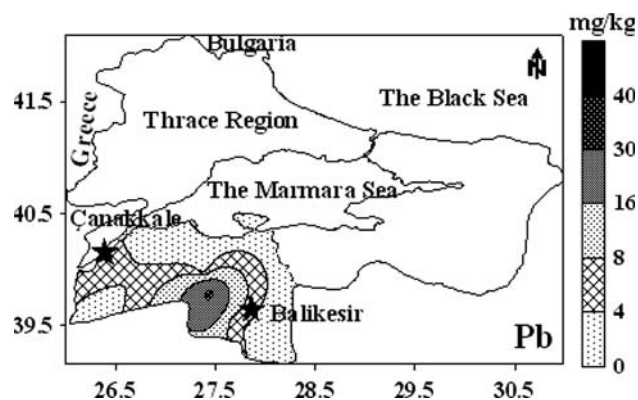 mg/kg
Bulgaria
N
41.5
The Black Sea
40
Greece
Thrace Region
30
The Marmara Sea
40.5
Çanakkale
16
8
Balikesir
39.5
4
Pb
0
26.5 27.5 28.5 29.5 30.5